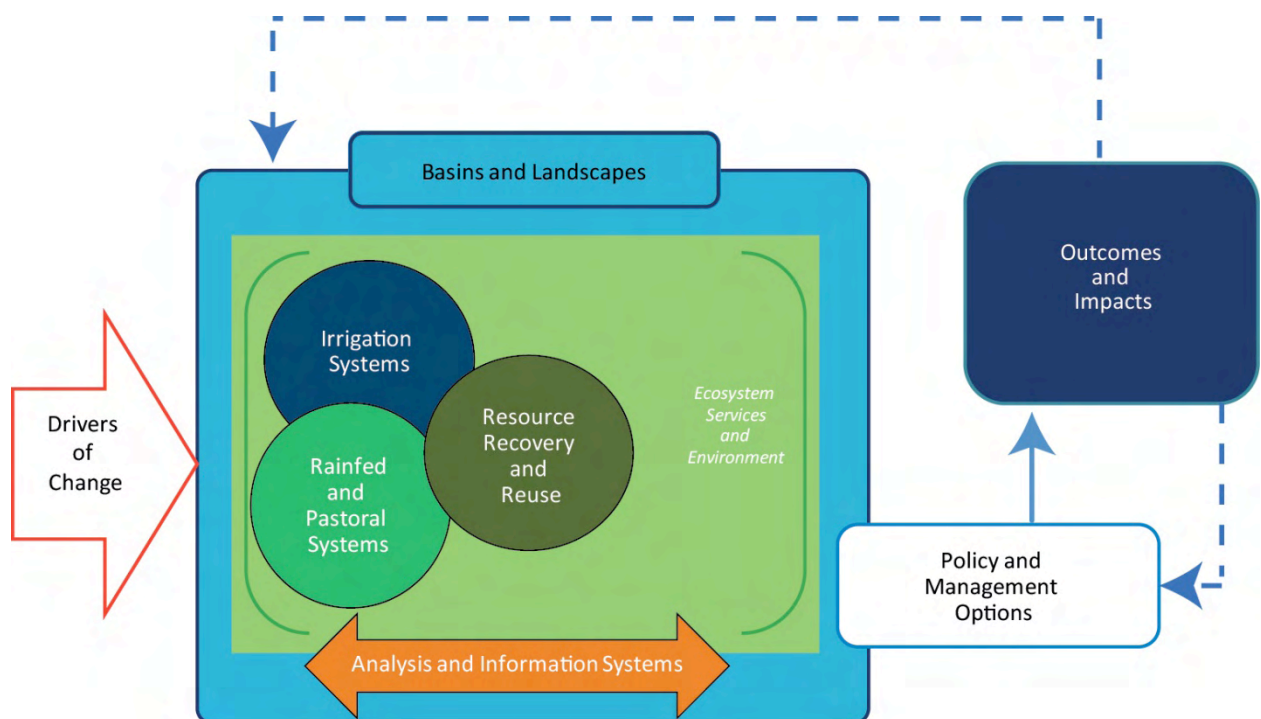 Basins and Landscapes
Drivers
of
Change
Irrigation
Systems
Rainfed
and
Pastoral
Systems
Resource
Recovery
and
Reuse
Ecosystem
Services
and
Environment
Analysis and Information Systems
Outcomes
and
Impacts
Policy and
Management
Options